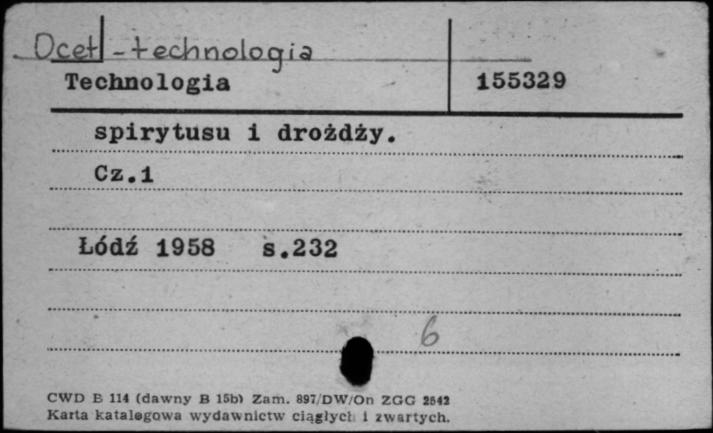 Ocet - technologia
Technologia 155329
spirytusu i drożdży.
Cz.1
Łódź 1958 s.232
6
CWD B 114 (dawny B 15b) Zam. 897/DW/On ZGG 2642
Karta katalogowa wydawnictw ciągłych i zwartych.